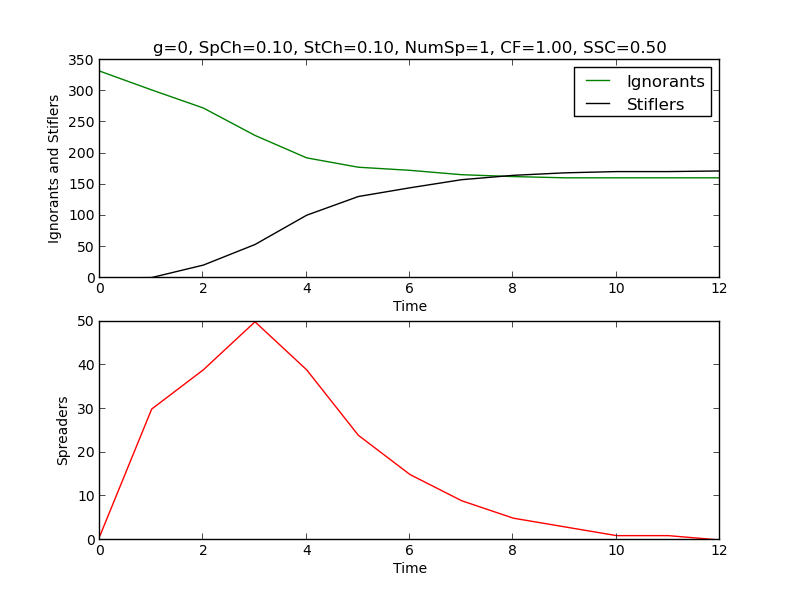 g=0, SpCh=0.10, StCh=0.10, NumSp=1, CF=1.00, SSC=0.50
350
300
250
200
150
100
50
0
Ignorants and Stiflers
Ignorants
Stiflers
0 2 4 6 8 10 12
Time
50
40
30
20
10
0
Spreaders
0 2 4 6 8 10 12
Time